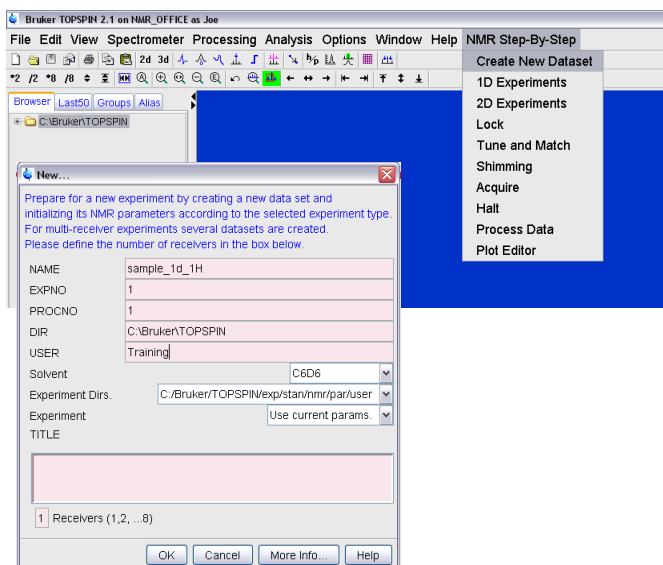 Bruker TOPSPIN 2.1 on NMR_OFFICE as Joe
File Edit View Spectrometer Processing Analysis Options Window Help NMR Step-By-Step
2d 3d
*2 /2 *8 /8
Create New Dataset
1D Experiments
2D Experiments
Lock
Tune and Match
Shimming
Acquire
Halt
Process Data
Plot Editor
Browser Last50 Groups Alias
C:\Bruker\TOPSPIN
New...
Prepare for a new experiment by creating a new data set and
initializing its NMR parameters according to the selected experiment type.
For multi-receiver experiments several datasets are created.
Please define the number of receivers in the box below.
NAME sample_1d_1H
EXPNO 1
PROCNO 1
DIR C:\Bruker\TOPSPIN
USER Training
Solvent C6D6
Experiment Dirs. C:/Bruker/TOPSPIN/exp/stan/nmr/par/user
Experiment Use current params.
TITLE
1 Receivers (1,2, ...8)
OK Cancel More Info... Help